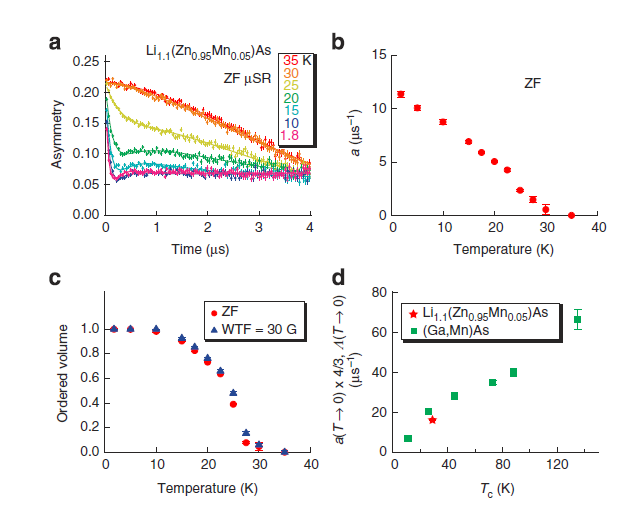 a
Li1.1(Zn0.95Mn0.05)As
ZF μSR
35 K
30
25
20
15
10
1.8
0.25
0.20
0.15
0.10
0.05
0.00
Asymmetry
0 1 2 3 4
Time (μs)
b
15
10
5
0
a (μs⁻¹)
ZF
0 10 20 30 40
Temperature (K)
c
ZF
WTF = 30 G
1.0
0.8
0.6
0.4
0.2
0.0
Ordered volume
0 10 20 30 40
Temperature (K)
d
80
60
40
20
0
a(T → 0) x 4/3, Λ(T → 0)
(μs⁻¹)
Li1.1(Zn0.95Mn0.05)As
(Ga,Mn)As
0 40 80 120
Tc (K)